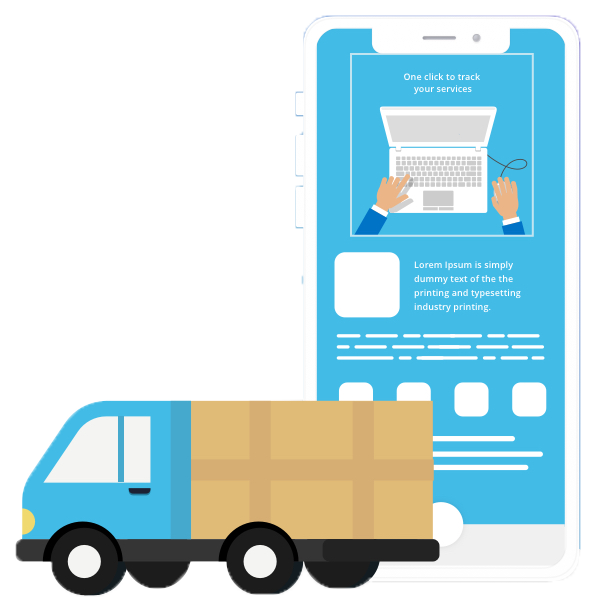 One click to track
your services
Lorem Ipsum is simply
dummy text of the the
printing and typesetting
industry printing.